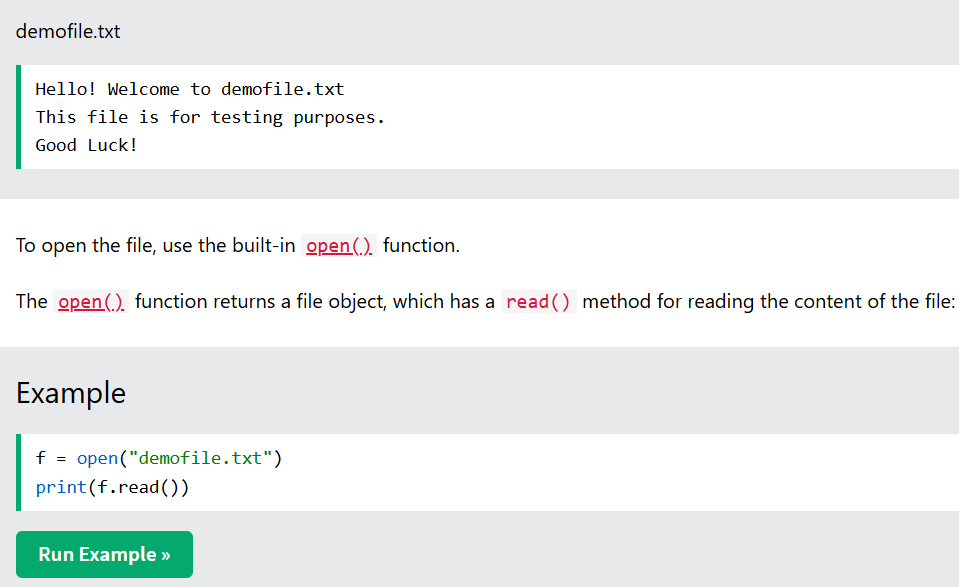 demofile.txt
Hello! Welcome to demofile.txt
This file is for testing purposes.
Good Luck!
To open the file, use the built-in open() function.
The open() function returns a file object, which has a read() method for reading the content of the file:
Example
f = open("demofile.txt")
print(f.read())
Run Example »